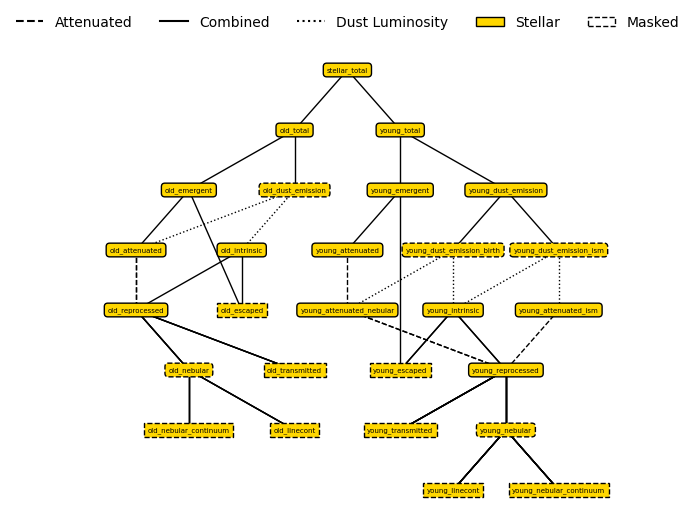 Attenuated Combined Dust Luminosity Stellar Masked
stellar_total
old_total young_total
old_emergent old_dust_emission young_emergent young_dust_emission
old_attenuated old_intrinsic young_attenuated young_dust_emission_birth young_dust_emission_ism
old_reprocessed old_escaped young_attenuated_nebular young_intrinsic young_attenuated_ism
old_nebular old_transmitted young_escaped young_reprocessed
old_nebular_continuum old_linecont young_transmitted young_nebular
young_linecont young_nebular_continuum